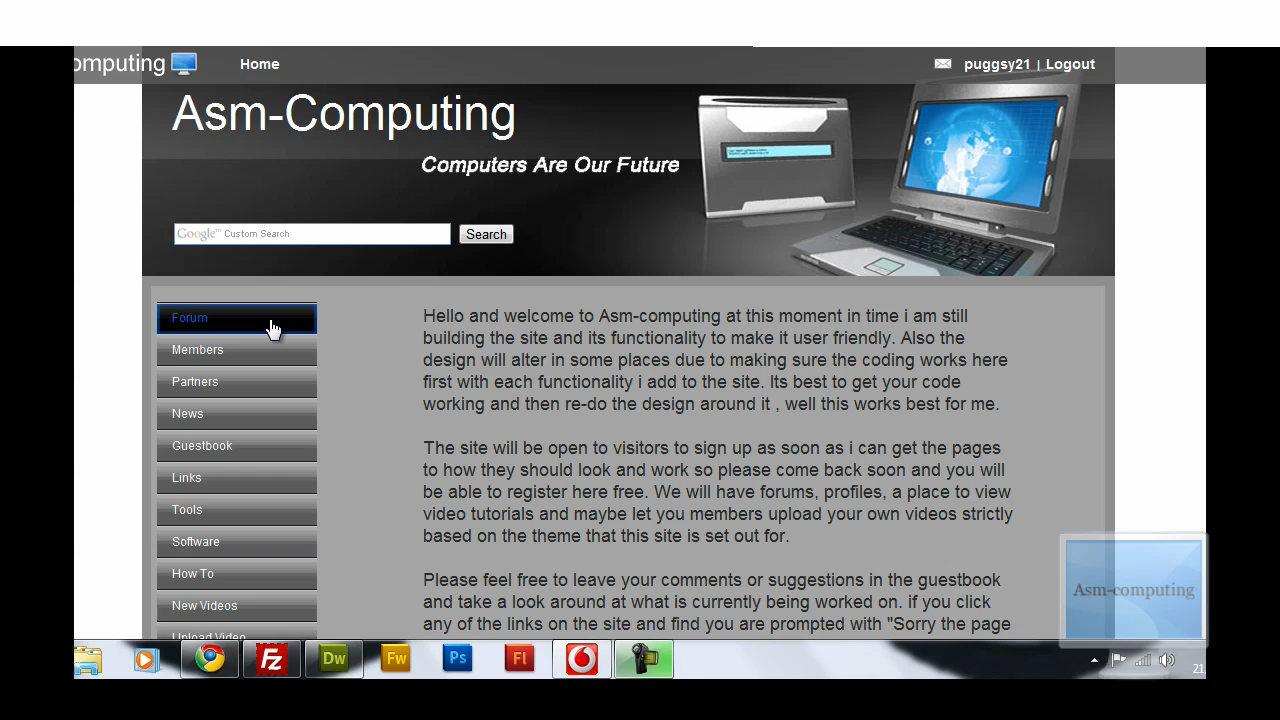 omputing Home puggsy21 | Logout
Asm-Computing
Computers Are Our Future
Google™ Custom Search Search
Forum
Members
Partners
News
Guestbook
Links
Tools
Software
How To
New Videos
Upload Video
Hello and welcome to Asm-computing at this moment in time i am still
building the site and its functionality to make it user friendly. Also the
design will alter in some places due to making sure the coding works here
first with each functionality i add to the site. Its best to get your code
working and then re-do the design around it , well this works best for me.
The site will be open to visitors to sign up as soon as i can get the pages
to how they should look and work so please come back soon and you will
be able to register here free. We will have forums, profiles, a place to view
video tutorials and maybe let you members upload your own videos strictly
based on the theme that this site is set out for.
Please feel free to leave your comments or suggestions in the guestbook
and take a look around at what is currently being worked on. if you click
any of the links on the site and find you are prompted with "Sorry the page
Asm-computing
Fz Dw Fw Ps Fl
21